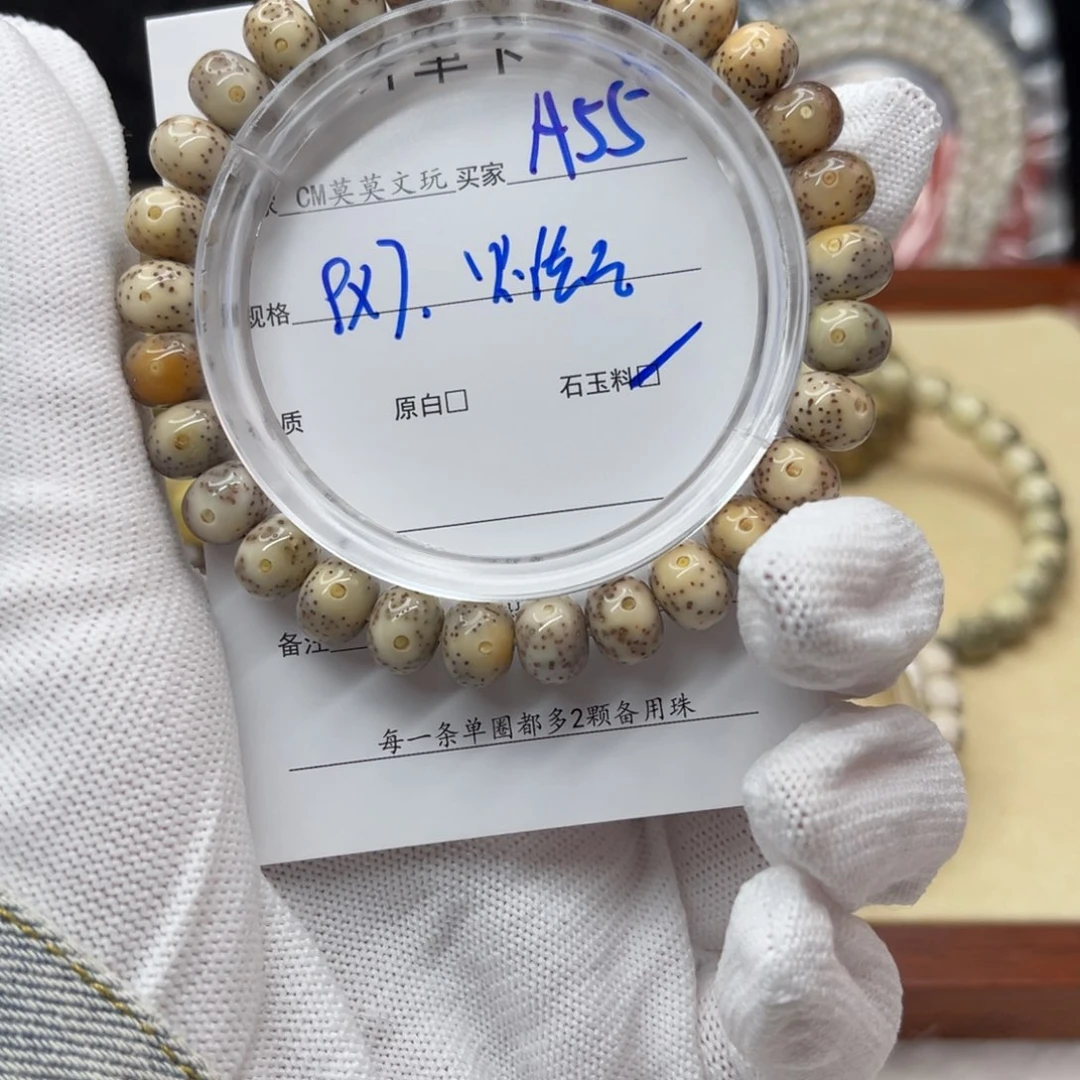 CM莫莫文玩 买家 A55
规格
质 原白□ 石玉料☑
备注
每一条单圈都多2颗备用珠